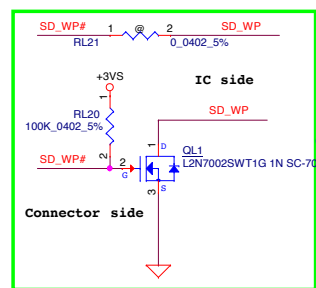 SD_WP# 1 @ 2 SD_WP
RL21 0_0402_5%
IC side
+3VS
1
RL20
100K_0402_5%
2
SD_WP
1 D
QL1
L2N7002SWT1G 1N SC-70
SD_WP# 2 G
3 S
Connector side